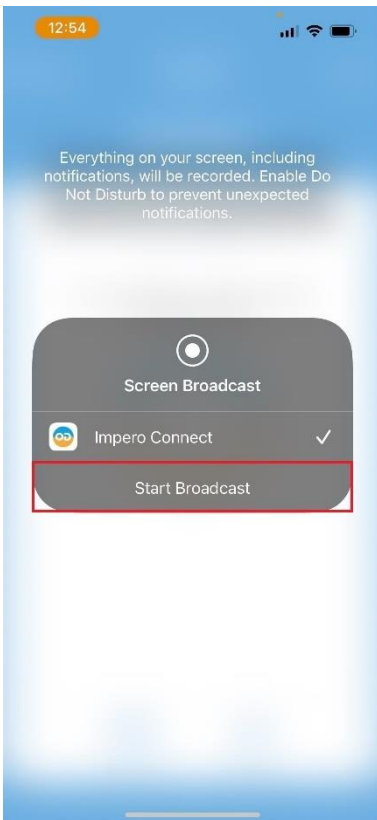 12:54
Everything on your screen, including
notifications, will be recorded. Enable Do
Not Disturb to prevent unexpected
notifications.
Screen Broadcast
Impero Connect
Start Broadcast